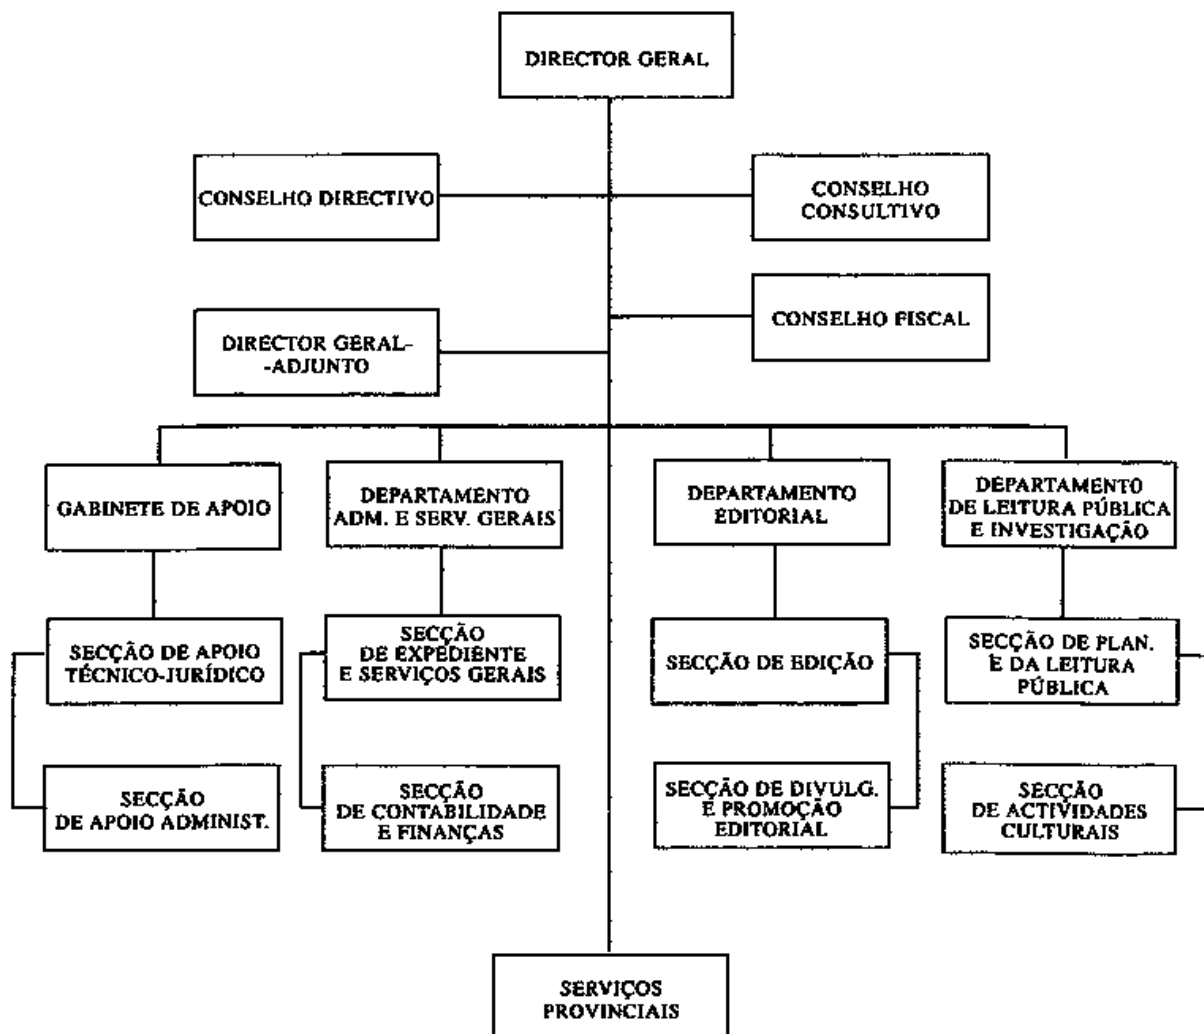 DIRECTOR GERAL
CONSELHO DIRECTIVO
CONSELHO
CONSULTIVO
CONSELHO FISCAL
DIRECTOR GERAL-
-ADJUNTO
GABINETE DE APOIO
DEPARTAMENTO
ADM. E SERV. GERAIS
DEPARTAMENTO
EDITORIAL
DEPARTAMENTO
DE LEITURA PÚBLICA
E INVESTIGAÇÃO
SECÇÃO DE APOIO
TÉCNICO-JURÍDICO
SECÇÃO
DE EXPEDIENTE
E SERVIÇOS GERAIS
SECÇÃO DE EDIÇÃO
SECÇÃO DE PLAN.
E DA LEITURA
PÚBLICA
SECÇÃO
DE APOIO ADMINIST.
SECÇÃO
DE CONTABILIDADE
E FINANÇAS
SECÇÃO DE DIVULG.
E PROMOÇÃO
EDITORIAL
SECÇÃO
DE ACTIVIDADES
CULTURAIS
SERVIÇOS
PROVINCIAIS